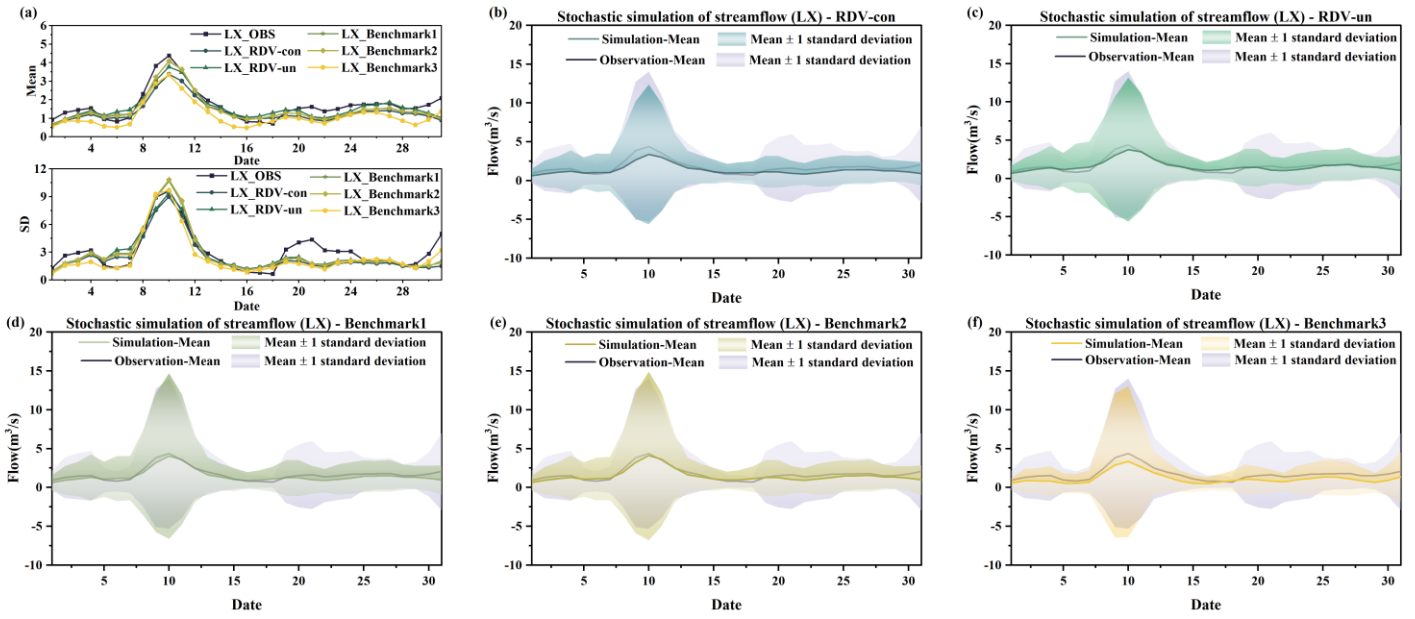 (a)
LX_OBS
LX_Benchmark1
LX_RDV-con
LX_Benchmark2
LX_RDV-un
LX_Benchmark3
Mean
6
5
4
3
2
1
0
4
8
12
16
20
24
28
Date
LX_OBS
LX_Benchmark1
LX_RDV-con
LX_Benchmark2
LX_RDV-un
LX_Benchmark3
SD
12
9
6
3
0
4
8
12
16
20
24
28
Date
(b)
Stochastic simulation of streamflow (LX) - RDV-con
Simulation-Mean
Mean ± 1 standard deviation
Observation-Mean
Mean ± 1 standard deviation
Flow(m³/s)
20
15
10
5
0
-5
-10
5
10
15
20
25
30
Date
(c)
Stochastic simulation of streamflow (LX) - RDV-un
Simulation-Mean
Mean ± 1 standard deviation
Observation-Mean
Mean ± 1 standard deviation
Flow(m³/s)
20
15
10
5
0
-5
-10
5
10
15
20
25
30
Date
(d)
Stochastic simulation of streamflow (LX) - Benchmark1
Simulation-Mean
Mean ± 1 standard deviation
Observation-Mean
Mean ± 1 standard deviation
Flow(m³/s)
20
15
10
5
0
-5
-10
5
10
15
20
25
30
Date
(e)
Stochastic simulation of streamflow (LX) - Benchmark2
Simulation-Mean
Mean ± 1 standard deviation
Observation-Mean
Mean ± 1 standard deviation
Flow(m³/s)
20
15
10
5
0
-5
-10
5
10
15
20
25
30
Date
(f)
Stochastic simulation of streamflow (LX) - Benchmark3
Simulation-Mean
Mean ± 1 standard deviation
Observation-Mean
Mean ± 1 standard deviation
Flow(m³/s)
20
15
10
5
0
-5
-10
5
10
15
20
25
30
Date